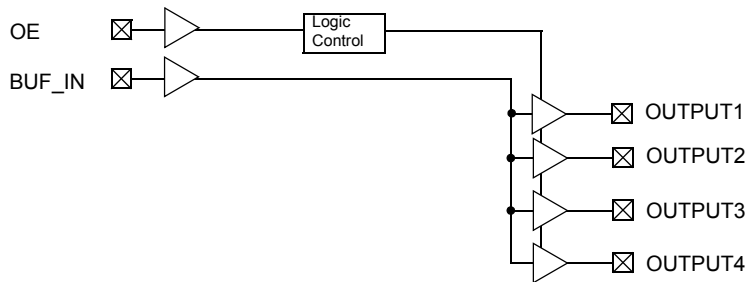 OE
Logic
Control
BUF_IN
OUTPUT1
OUTPUT2
OUTPUT3
OUTPUT4